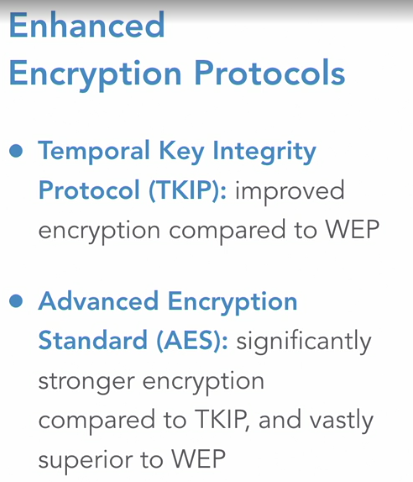 Enhanced
Encryption Protocols
● Temporal Key Integrity
Protocol (TKIP): improved
encryption compared to WEP
● Advanced Encryption
Standard (AES): significantly
stronger encryption
compared to TKIP, and vastly
superior to WEP